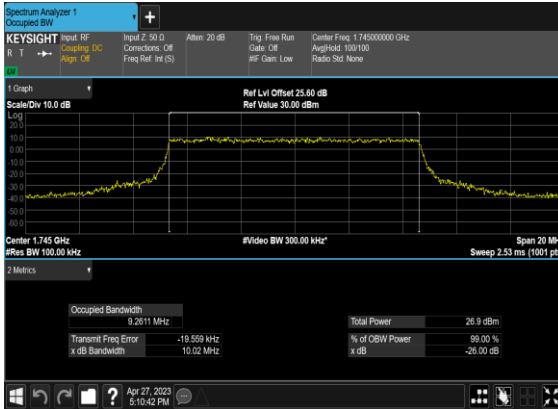 Spectrum Analyzer 1
Occupied BW
KEYSIGHT
R T
Input: RF
Coupling: DC
Align: Off
Input Z: 50 Ω
Corrections: Off
Freq Ref: Int (S)
Atten: 20 dB
Trig: Free Run
Gate: Off
#IF Gain: Low
Center Freq: 1.745000000 GHz
Avg|Hold: 100/100
Radio Std: None
1 Graph
Scale/Div 10.0 dB
Ref Lvl Offset 25.60 dB
Ref Value 30.00 dBm
Log
20.0
10.0
0.00
-10.0
-20.0
-30.0
-40.0
-50.0
-60.0
Center 1.745 GHz
#Res BW 100.00 kHz
#Video BW 300.00 kHz*
Span 20 MH
Sweep 2.53 ms (1001 pt
2 Metrics
Occupied Bandwidth
9.2611 MHz
Transmit Freq Error -19.559 kHz
x dB Bandwidth 10.02 MHz
Total Power 26.9 dBm
% of OBW Power 99.00 %
x dB -26.00 dB
?
Apr 27, 2023
5:10:42 PM